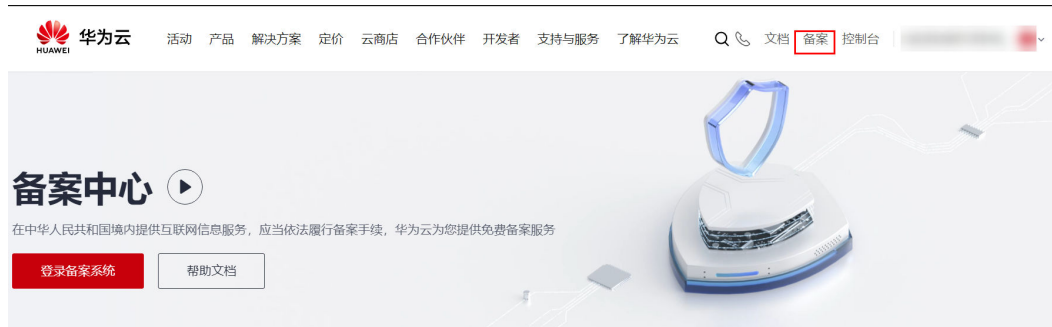 HUAWEI 华为云 活动 产品 解决方案 定价 云商店 合作伙伴 开发者 支持与服务 了解华为云 文档 备案 控制台
备案中心
在中华人民共和国境内提供互联网信息服务，应当依法履行备案手续，华为云为您提供免费备案服务
登录备案系统 帮助文档